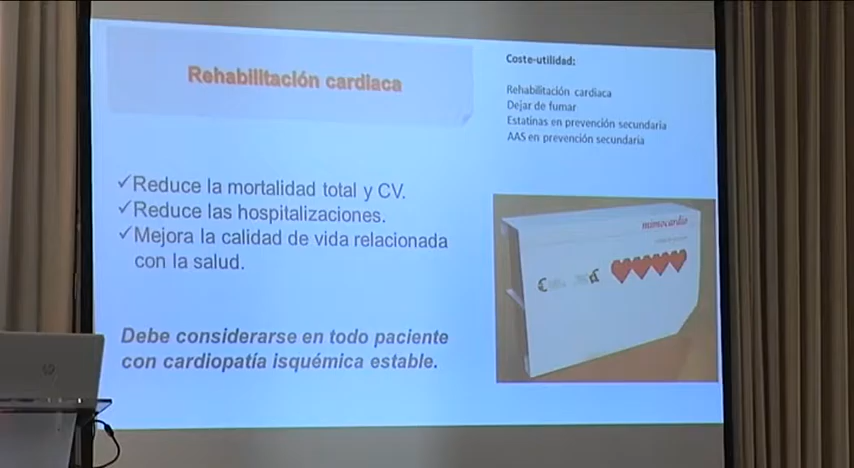 Rehabilitación cardiaca
✓Reduce la mortalidad total y CV.
✓Reduce las hospitalizaciones.
✓Mejora la calidad de vida relacionada
con la salud.
Debe considerarse en todo paciente
con cardiopatía isquémica estable.
Coste-utilidad:
Rehabilitación cardiaca
Dejar de fumar
Estatinas en prevención secundaria
AAS en prevención secundaria
mimocardio
hp